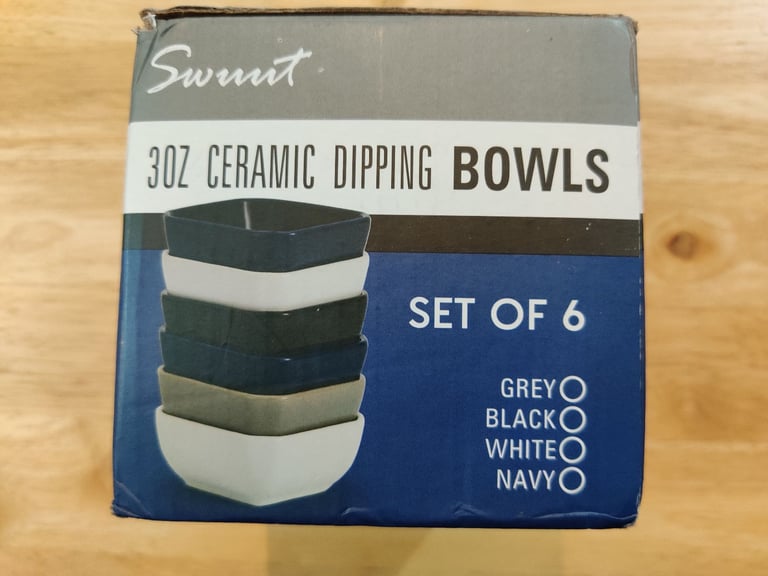 Swuut
3OZ CERAMIC DIPPING BOWLS
SET OF 6
GREY
BLACK
WHITE
NAVY